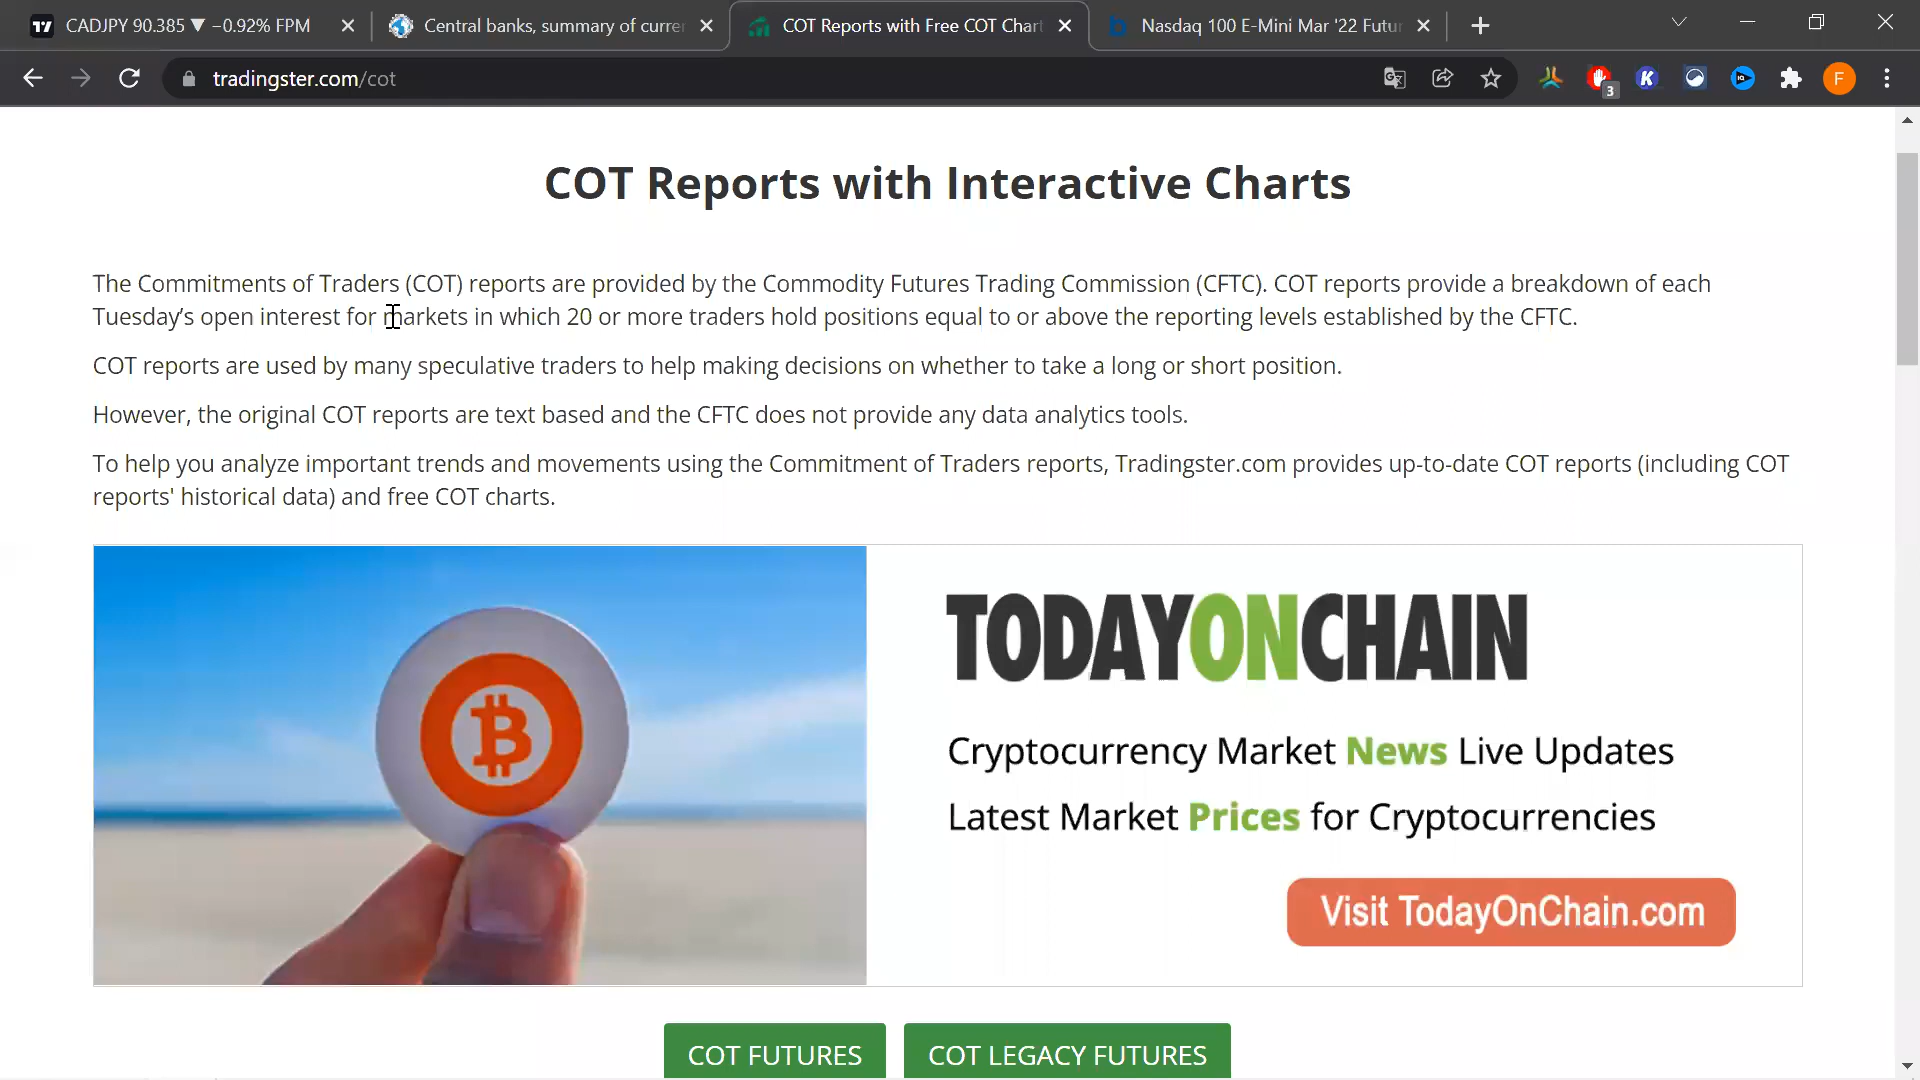 CADJPY 90.385 ▼ −0.92% FPM
Central banks, summary of curre
COT Reports with Free COT Chart
Nasdaq 100 E-Mini Mar '22 Futur
tradingster.com/cot
3
K
F
COT Reports with Interactive Charts
The Commitments of Traders (COT) reports are provided by the Commodity Futures Trading Commission (CFTC). COT reports provide a breakdown of each
Tuesday’s open interest for markets in which 20 or more traders hold positions equal to or above the reporting levels established by the CFTC.
COT reports are used by many speculative traders to help making decisions on whether to take a long or short position.
However, the original COT reports are text based and the CFTC does not provide any data analytics tools.
To help you analyze important trends and movements using the Commitment of Traders reports, Tradingster.com provides up-to-date COT reports (including COT
reports' historical data) and free COT charts.
TODAYONCHAIN
Cryptocurrency Market News Live Updates
Latest Market Prices for Cryptocurrencies
Visit TodayOnChain.com
COT FUTURES
COT LEGACY FUTURES